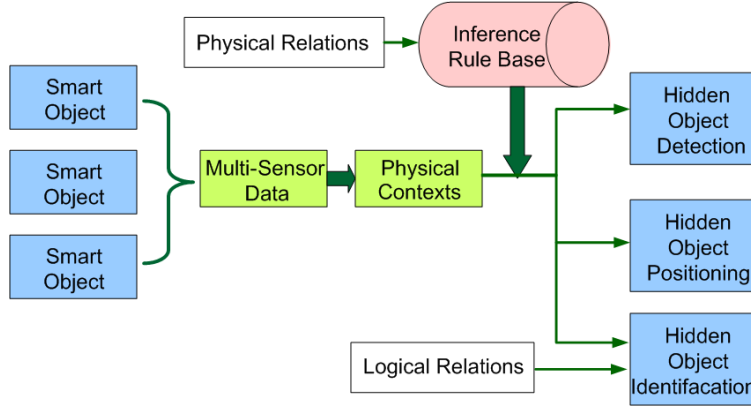 Physical Relations
Inference
Rule Base
Smart
Object
Smart
Object
Smart
Object
Multi-Sensor
Data
Physical
Contexts
Hidden
Object
Detection
Hidden
Object
Positioning
Logical Relations
Hidden
Object
Identifacation